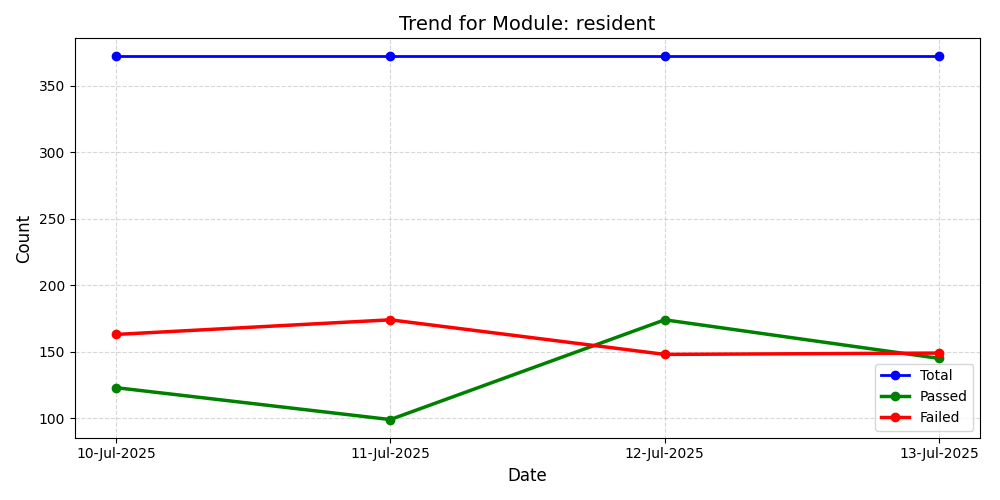 Trend for Module: resident
Count
350
300
250
200
150
100
Total
Passed
Failed
10-Jul-2025 11-Jul-2025 12-Jul-2025 13-Jul-2025
Date